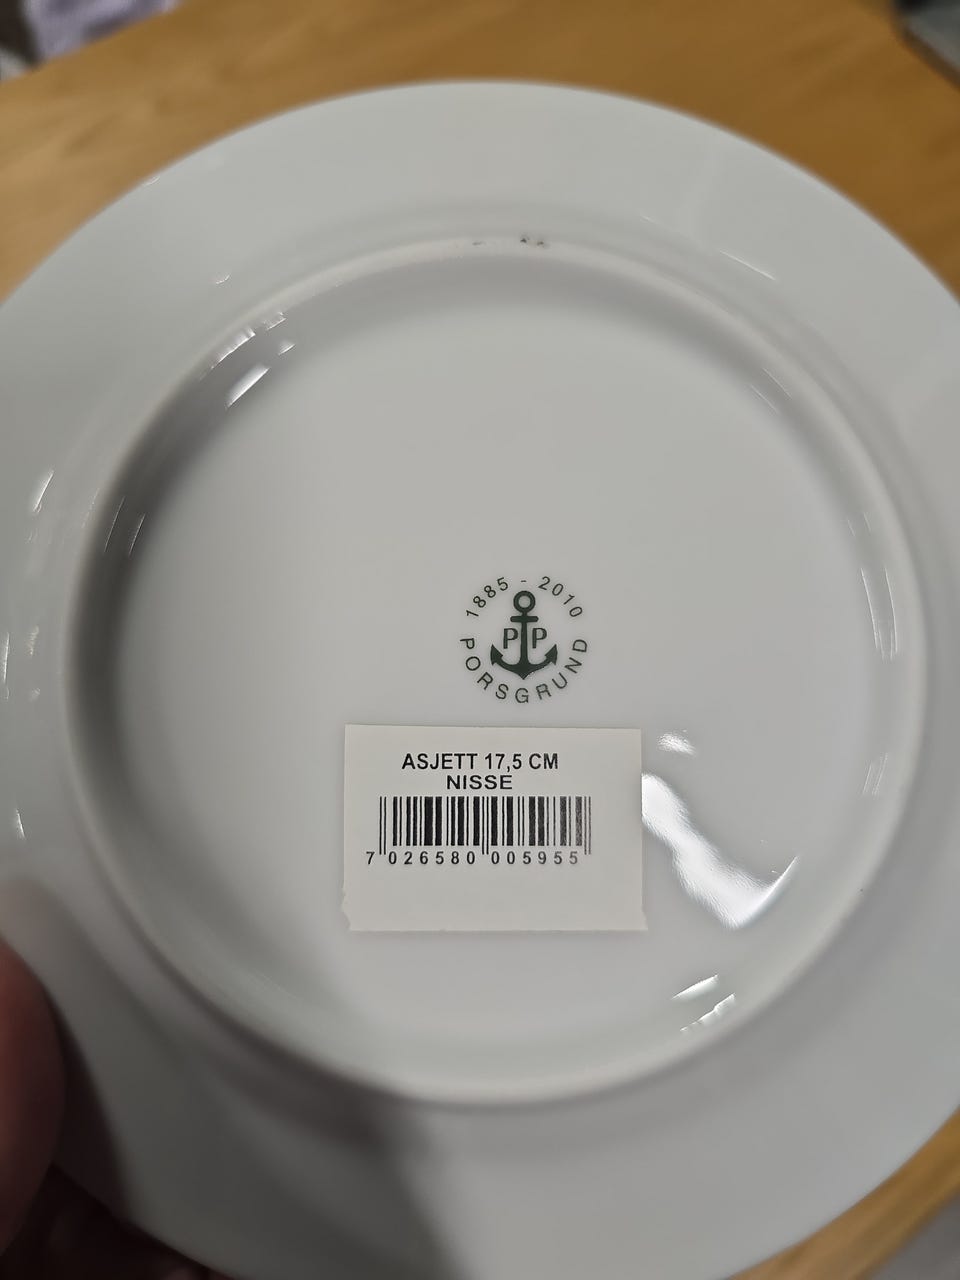 1885 - 2010
P P
PORSGRUND
ASJETT 17,5 CM
NISSE
7 026580 005955